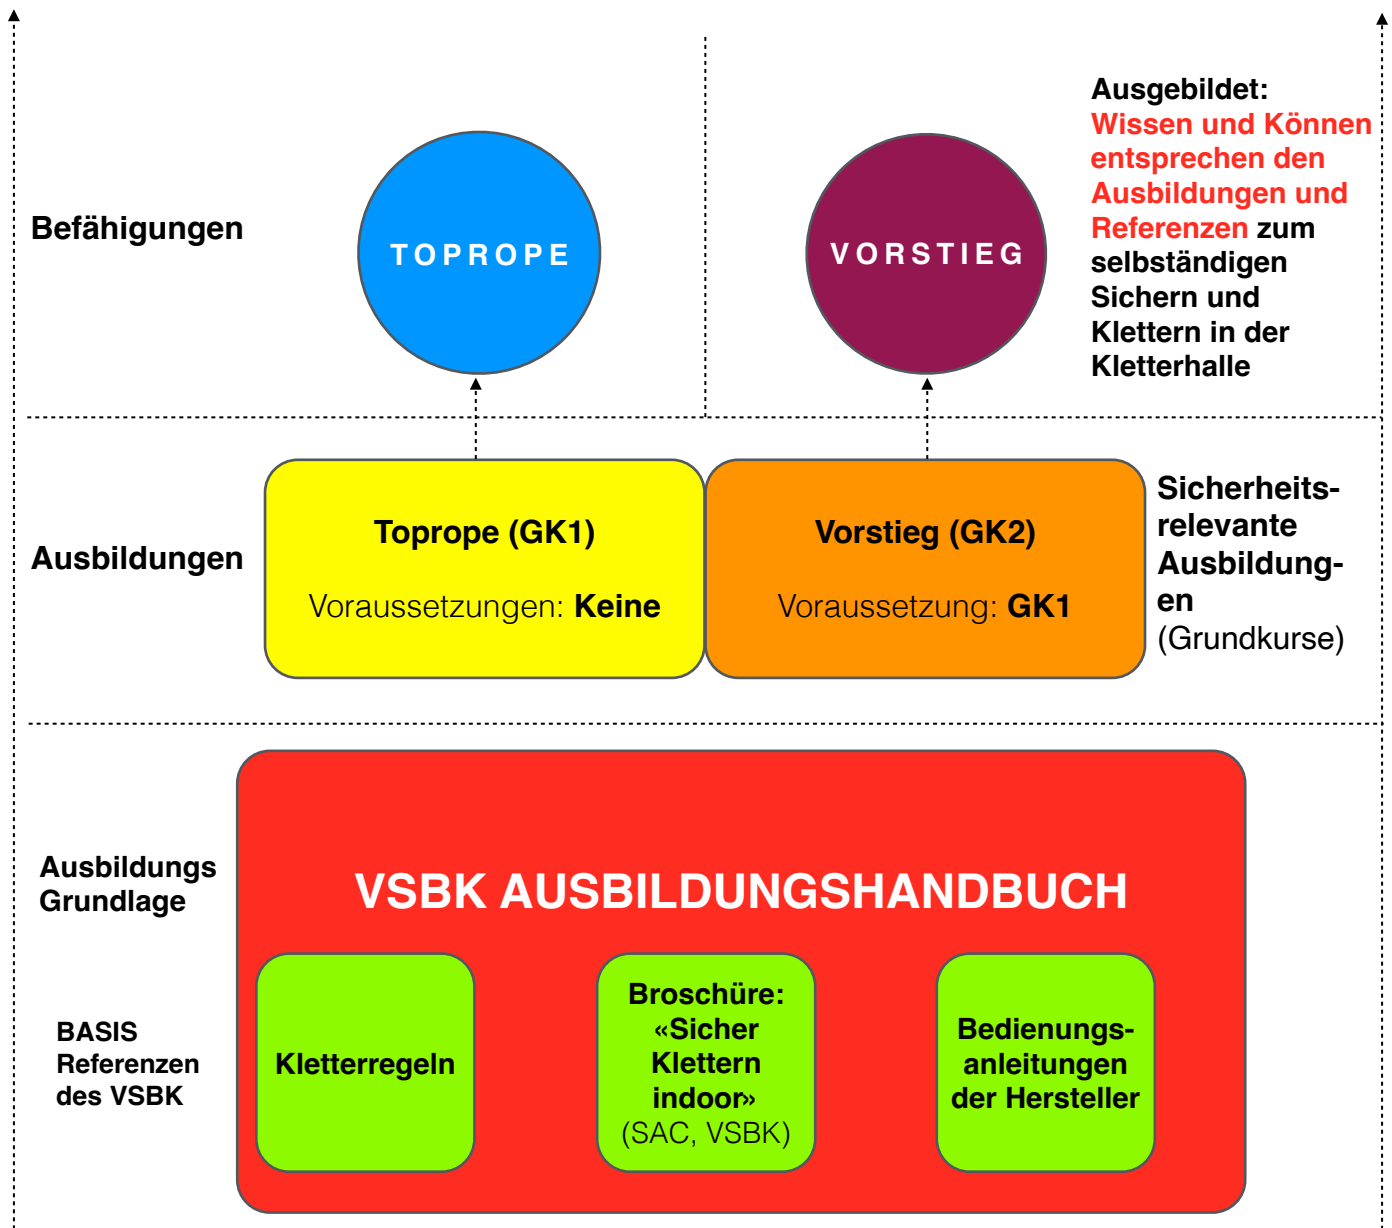 Befähigungen
TOPROPE
VORSTIEG
Ausgebildet:
Wissen und Können
entsprechen den
Ausbildungen und
Referenzen zum
selbständigen
Sichern und
Klettern in der
Kletterhalle
Ausbildungen
Toprope (GK1)
Voraussetzungen: Keine
Vorstieg (GK2)
Voraussetzung: GK1
Sicherheits-
relevante
Ausbildung-
en
(Grundkurse)
Ausbildungs
Grundlage
VSBK AUSBILDUNGSHANDBUCH
BASIS
Referenzen
des VSBK
Kletterregeln
Broschüre:
«Sicher
Klettern
indoor»
(SAC, VSBK)
Bedienungs-
anleitungen
der Hersteller